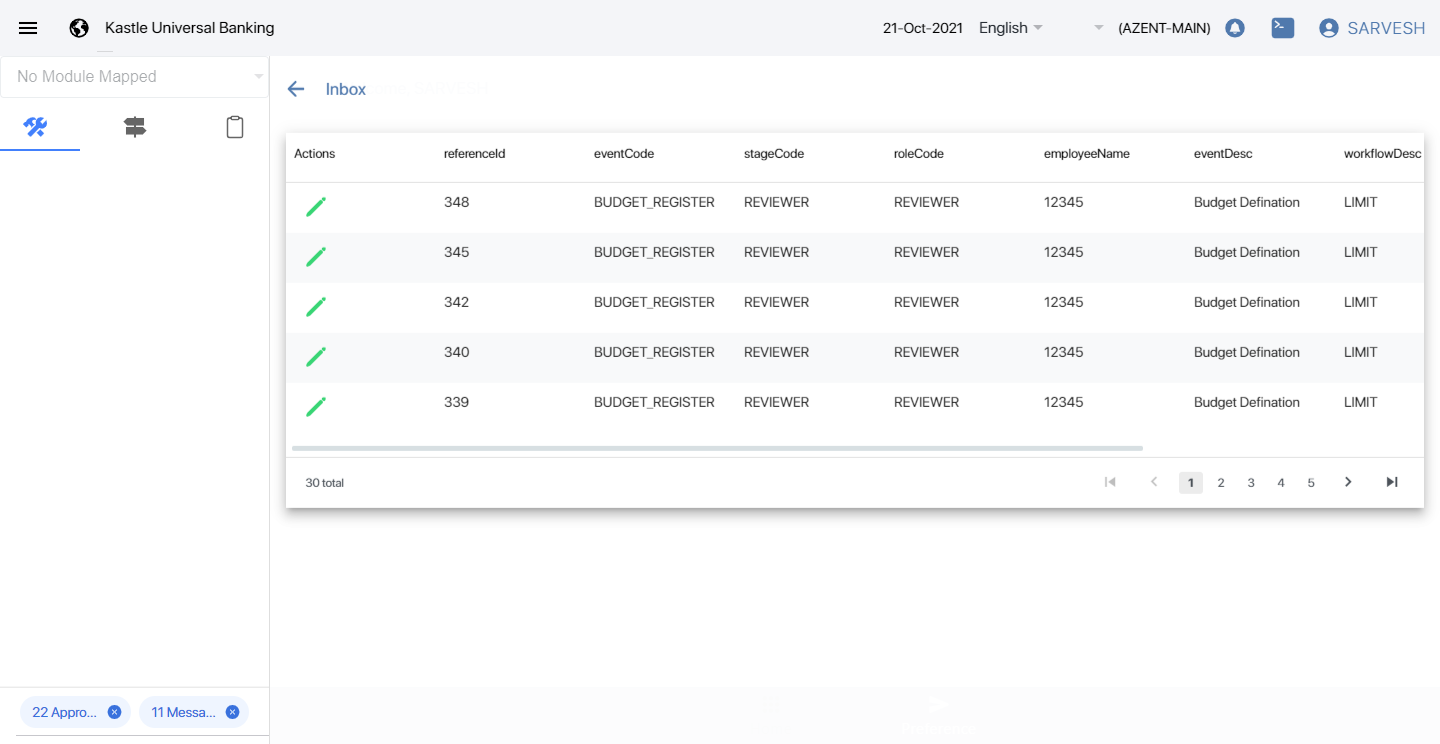 Kastle Universal Banking 21-Oct-2021 English (AZENT-MAIN) SARVESH
No Module Mapped
Inbox
Actions referenceId eventCode stageCode roleCode employeeName eventDesc workflowDesc
348 BUDGET_REGISTER REVIEWER REVIEWER 12345 Budget Defination LIMIT
345 BUDGET_REGISTER REVIEWER REVIEWER 12345 Budget Defination LIMIT
342 BUDGET_REGISTER REVIEWER REVIEWER 12345 Budget Defination LIMIT
340 BUDGET_REGISTER REVIEWER REVIEWER 12345 Budget Defination LIMIT
339 BUDGET_REGISTER REVIEWER REVIEWER 12345 Budget Defination LIMIT
30 total 1 2 3 4 5
22 Appro... 11 Messa...